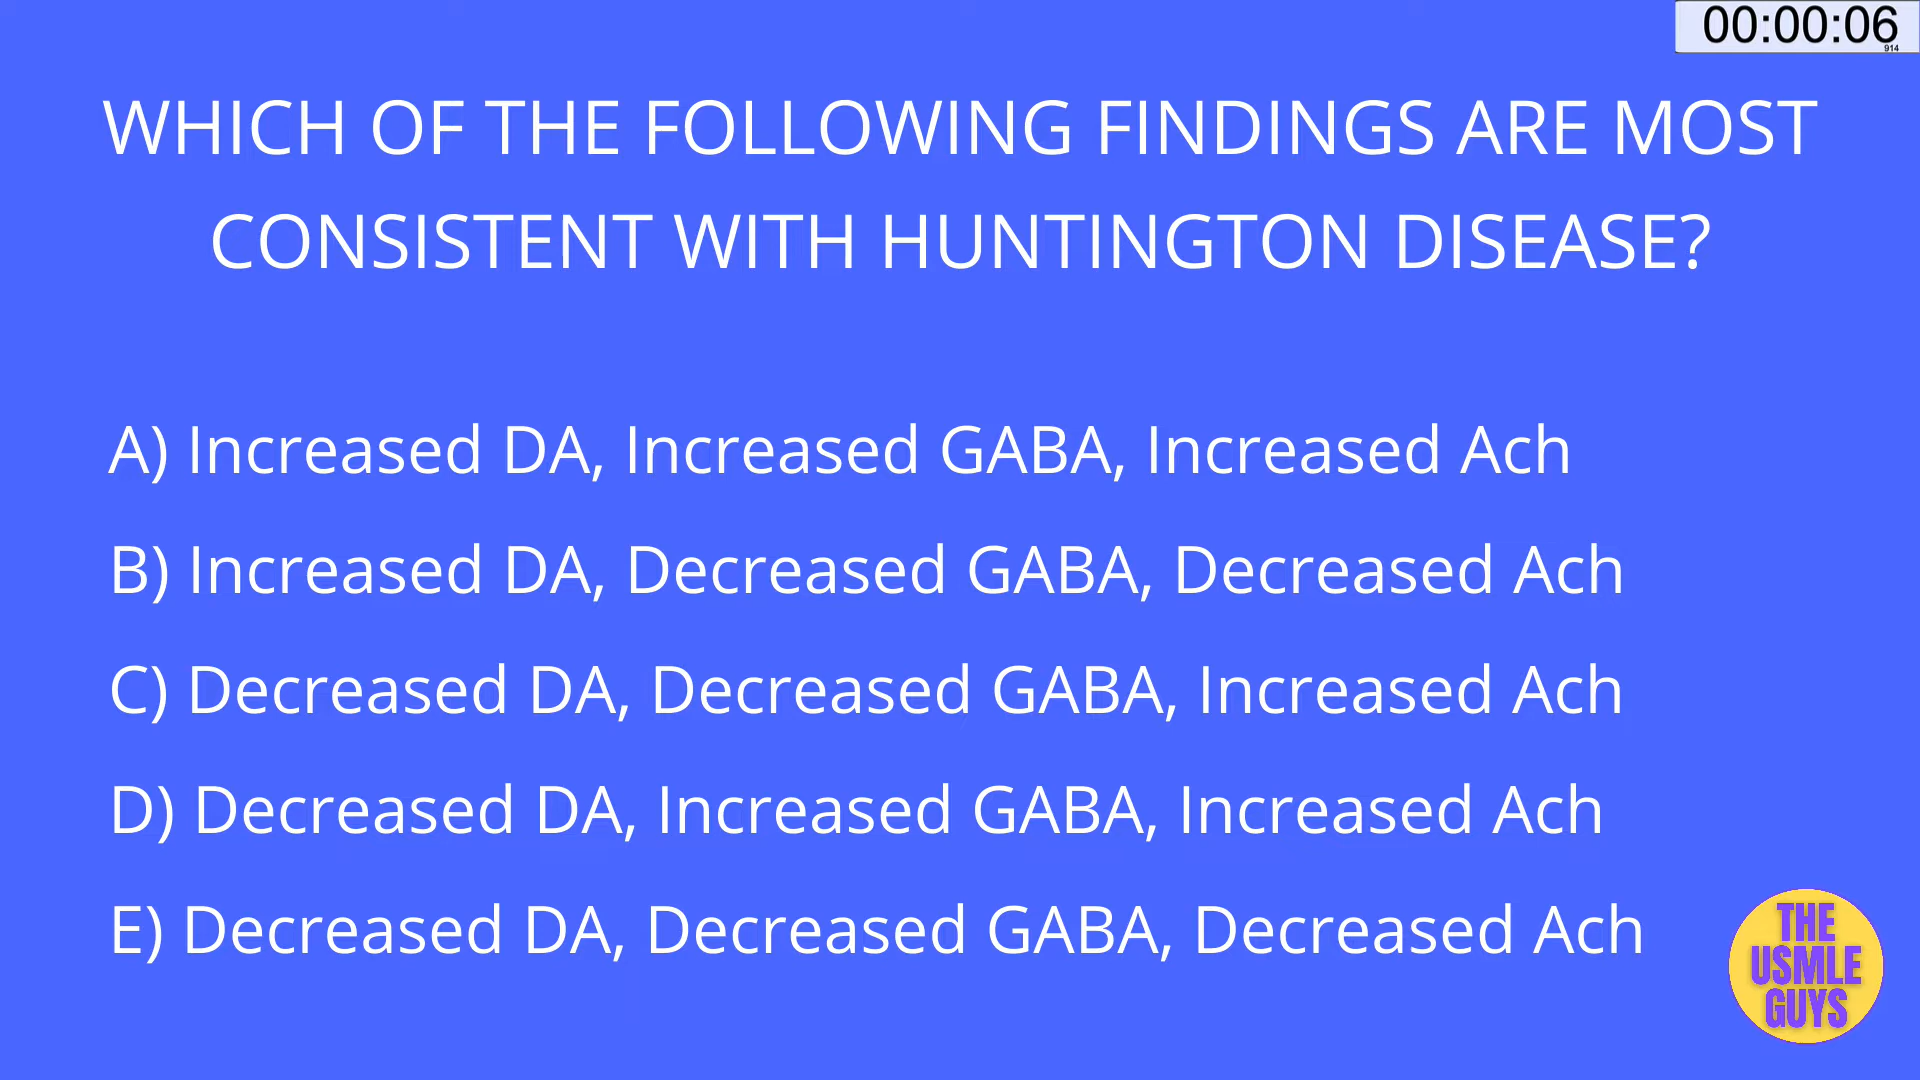 00:00:06
914
WHICH OF THE FOLLOWING FINDINGS ARE MOST
CONSISTENT WITH HUNTINGTON DISEASE?
A) Increased DA, Increased GABA, Increased Ach
B) Increased DA, Decreased GABA, Decreased Ach
C) Decreased DA, Decreased GABA, Increased Ach
D) Decreased DA, Increased GABA, Increased Ach
E) Decreased DA, Decreased GABA, Decreased Ach
THE
USMLE
GUYS